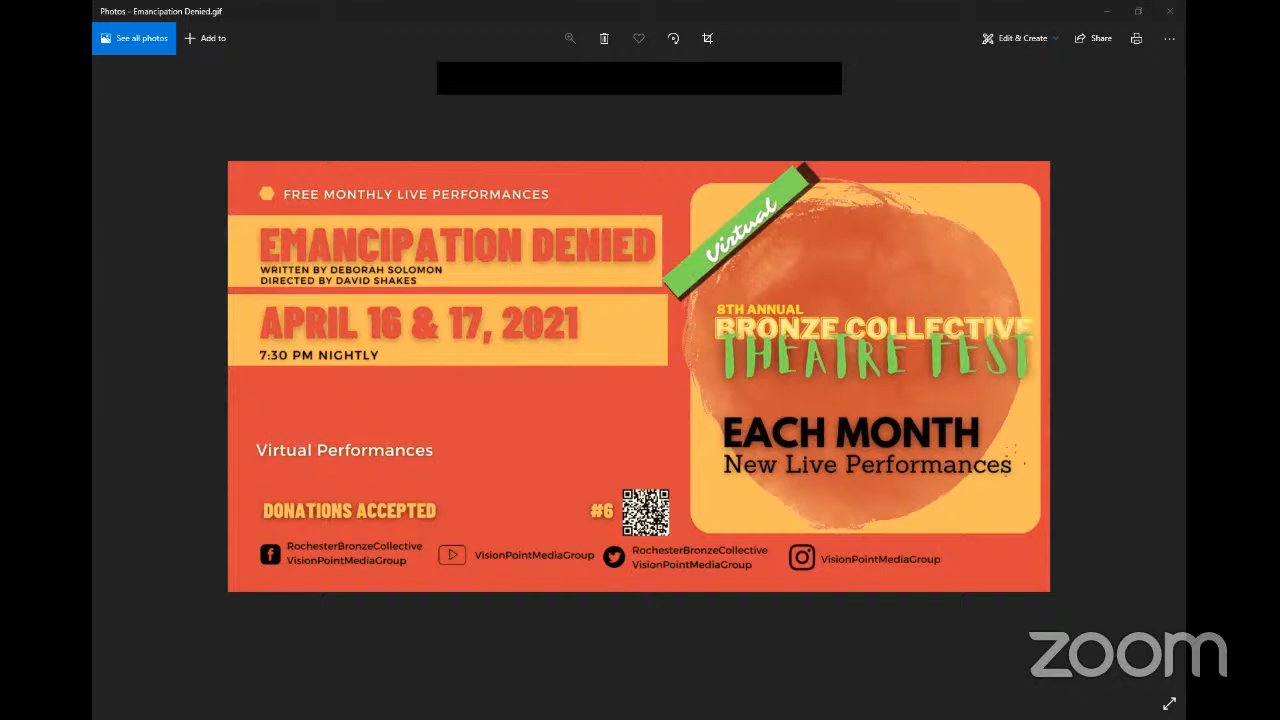 Photos - Emancipation Denied.gif
See all photos
Add to
Edit & Create
Share
FREE MONTHLY LIVE PERFORMANCES
EMANCIPATION DENIED
WRITTEN BY DEBORAH SOLOMON
DIRECTED BY DAVID SHAKES
APRIL 16 & 17, 2021
7:30 PM NIGHTLY
Virtual Performances
DONATIONS ACCEPTED
#6
RochesterBronzeCollective
VisionPointMediaGroup
VisionPointMediaGroup
RochesterBronzeCollective
VisionPointMediaGroup
VisionPointMediaGroup
Virtual
8TH ANNUAL
BRONZE COLLECTIVE
THEATRE FEST
EACH MONTH
New Live Performances
zoom